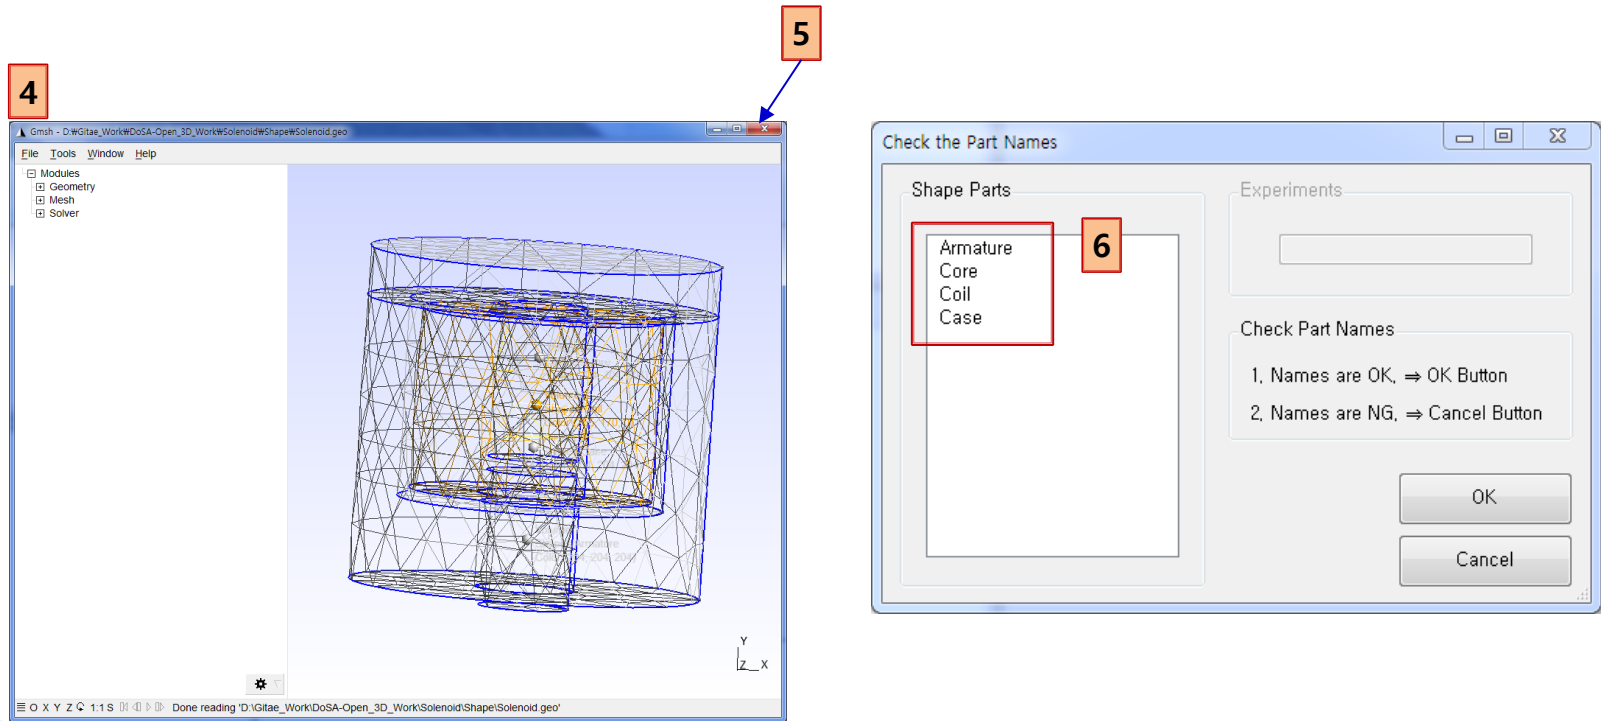 5
4
Gmsh - D:₩Gitae_Work₩DoSA-Open_3D_Work₩Solenoid₩Shape₩Solenoid.geo
File Tools Window Help
Modules
Geometry
Mesh
Solver
Armature
Y
Z X
O X Y Z 1:1 S Done reading 'D:\Gitae_Work\DoSA-Open_3D_Work\Solenoid\Shape\Solenoid.geo'
Check the Part Names
Shape Parts
6
Armature
Core
Coil
Case
Experiments
Check Part Names
1, Names are OK, ⇒ OK Button
2, Names are NG, ⇒ Cancel Button
OK
Cancel